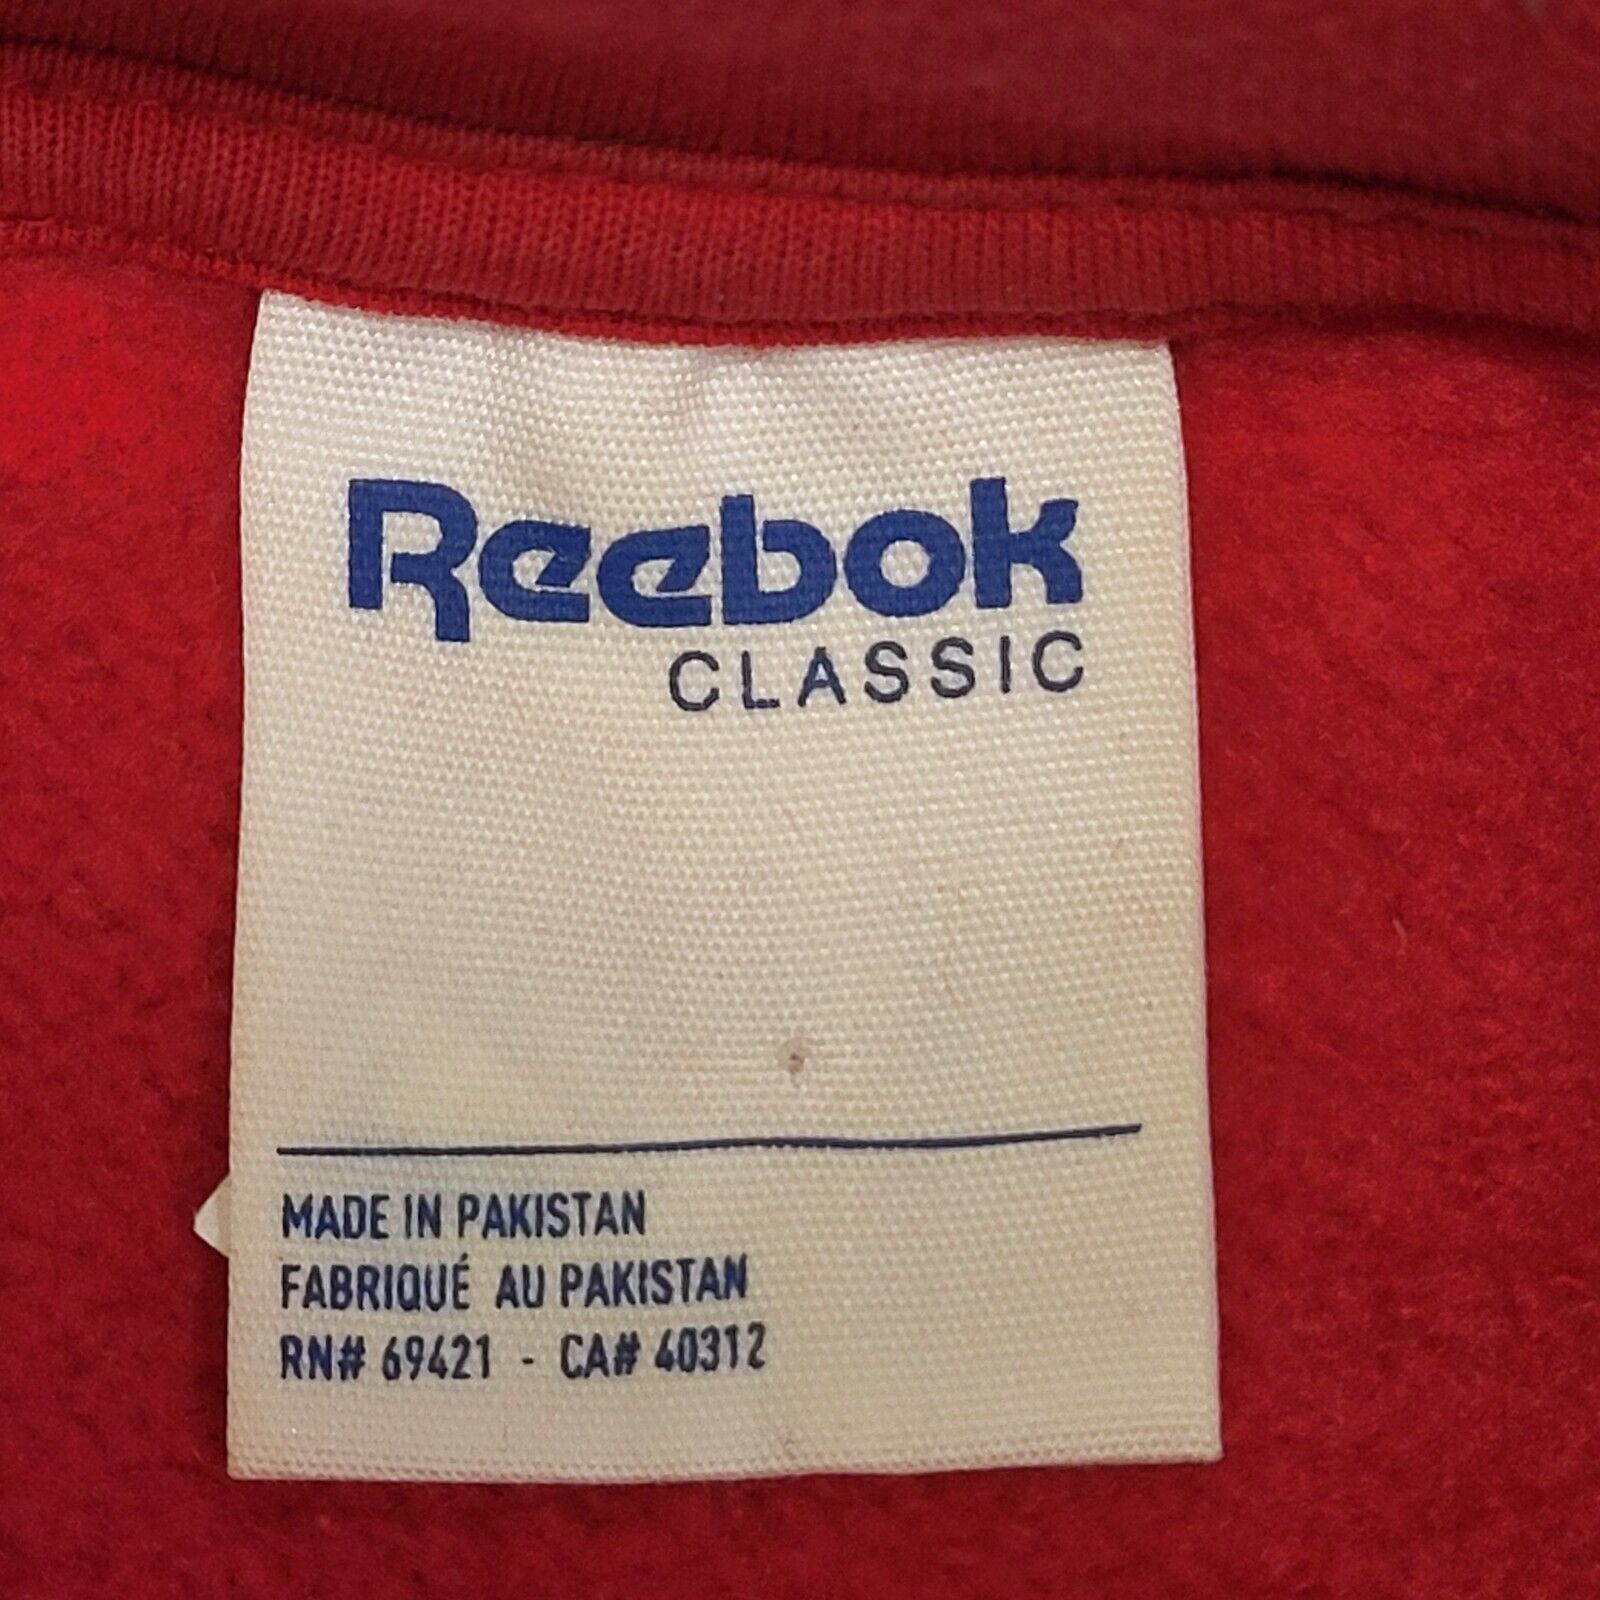 Reebok
CLASSIC
MADE IN PAKISTAN
FABRIQUÉ AU PAKISTAN
RN# 69421 - CA# 40312